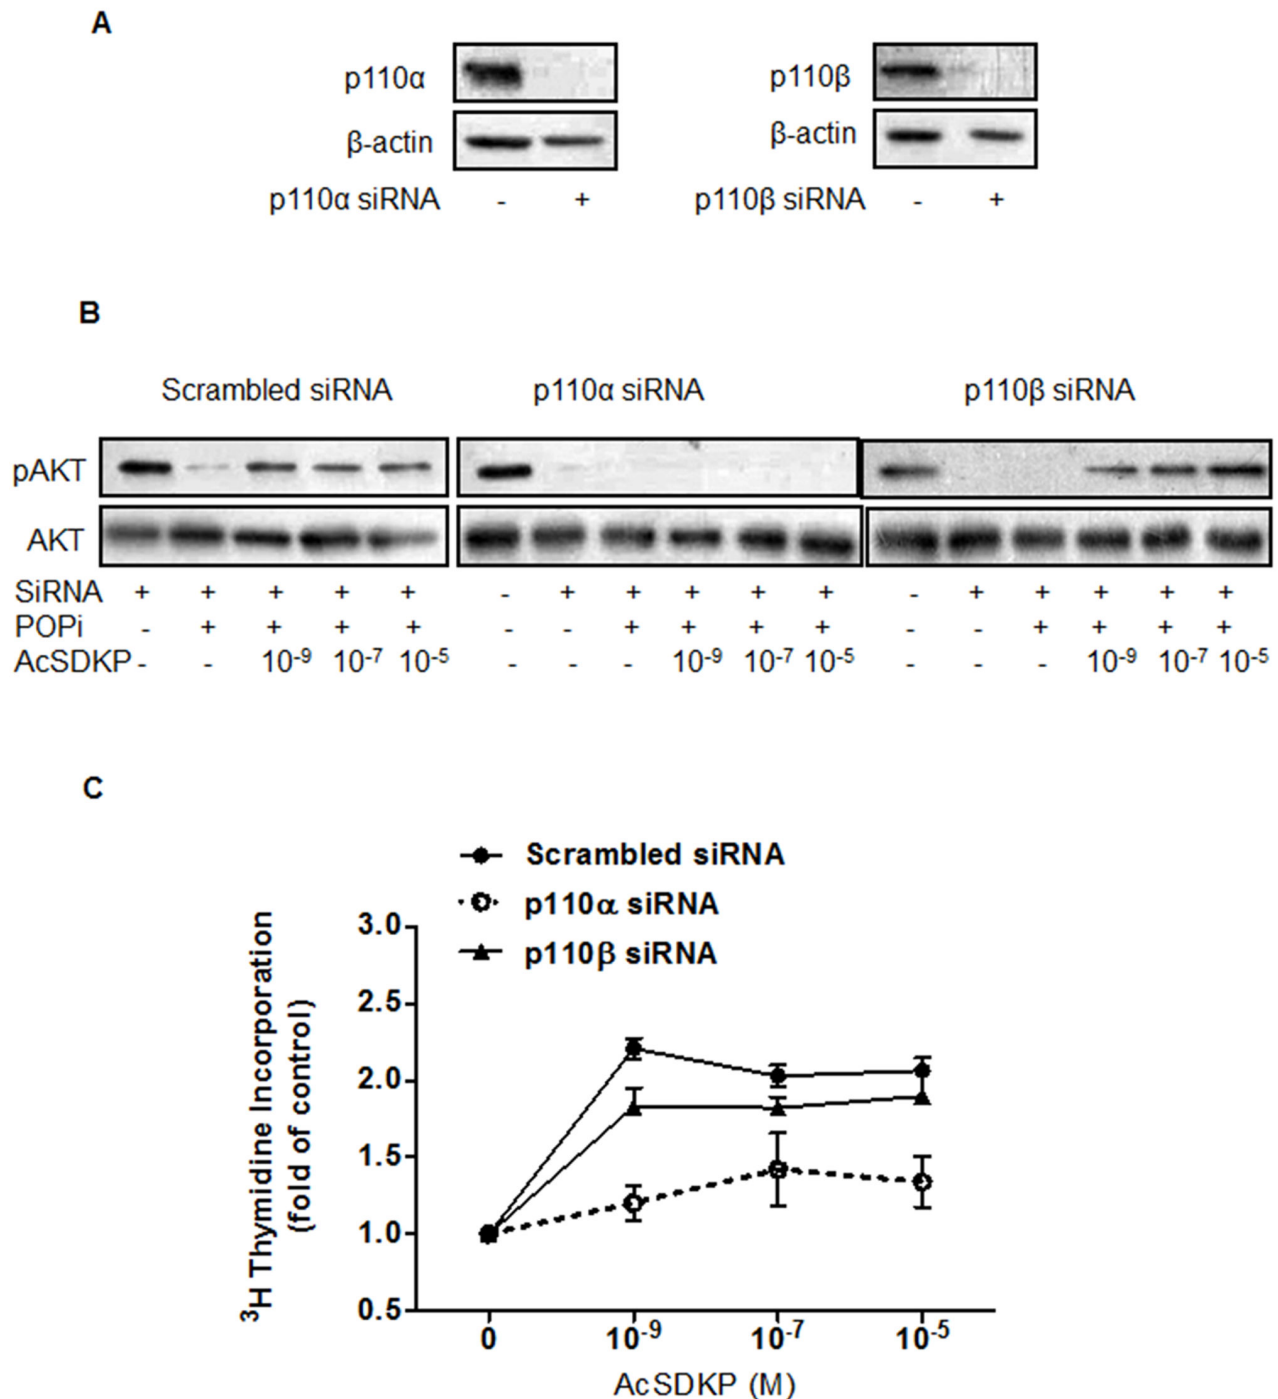 A
p110α
p110β
β-actin
β-actin
p110α siRNA - +
p110β siRNA - +
B
Scrambled siRNA
p110α siRNA
p110β siRNA
pAKT
AKT
SiRNA + + + + + - + + + + + - + + + + +
POPi - + + + + - - + + + + - - + + + +
AcSDKP - - 10⁻⁹ 10⁻⁷ 10⁻⁵ - - - 10⁻⁹ 10⁻⁷ 10⁻⁵ - - - 10⁻⁹ 10⁻⁷ 10⁻⁵
C
Scrambled siRNA
p110α siRNA
p110β siRNA
³H Thymidine Incorporation
(fold of control)
3.0
2.5
2.0
1.5
1.0
0.5
0 10⁻⁹ 10⁻⁷ 10⁻⁵
AcSDKP (M)